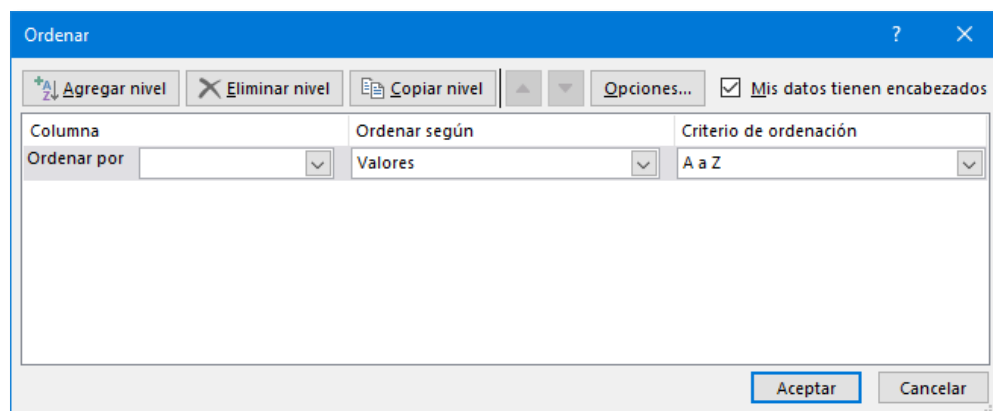 Ordenar ?
Agregar nivel Eliminar nivel Copiar nivel Opciones... Mis datos tienen encabezados
Columna Ordenar según Criterio de ordenación
Ordenar por Valores A a Z
Aceptar Cancelar